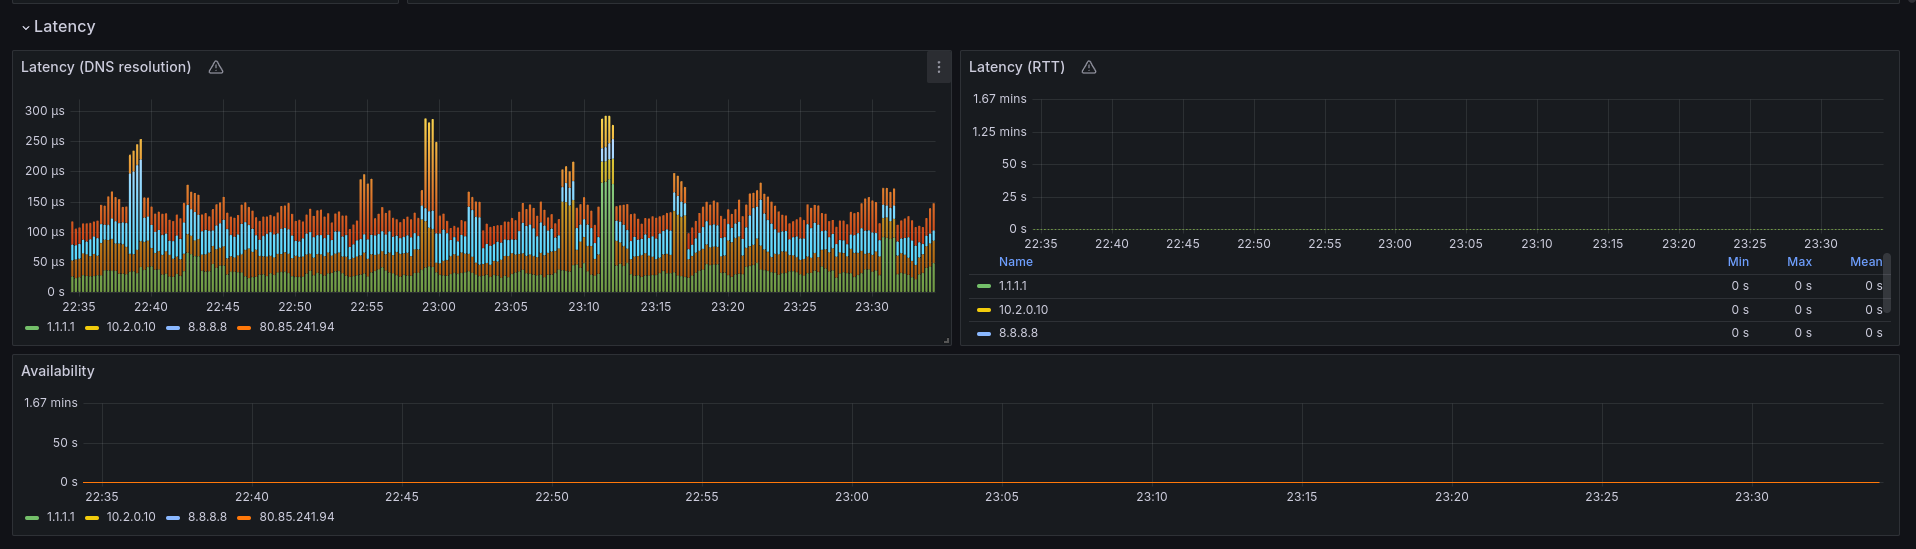 Latency
Latency (DNS resolution)
300 µs
250 µs
200 µs
150 µs
100 µs
50 µs
0 s
22:35 22:40 22:45 22:50 22:55 23:00 23:05 23:10 23:15 23:20 23:25 23:30
1.1.1.1 10.2.0.10 8.8.8.8 80.85.241.94
Latency (RTT)
1.67 mins
1.25 mins
50 s
25 s
0 s
22:35 22:40 22:45 22:50 22:55 23:00 23:05 23:10 23:15 23:20 23:25 23:30
Name Min Max Mean
1.1.1.1 0 s 0 s 0 s
10.2.0.10 0 s 0 s 0 s
8.8.8.8 0 s 0 s 0 s
Availability
1.67 mins
50 s
0 s
22:35 22:40 22:45 22:50 22:55 23:00 23:05 23:10 23:15 23:20 23:25 23:30
1.1.1.1 10.2.0.10 8.8.8.8 80.85.241.94